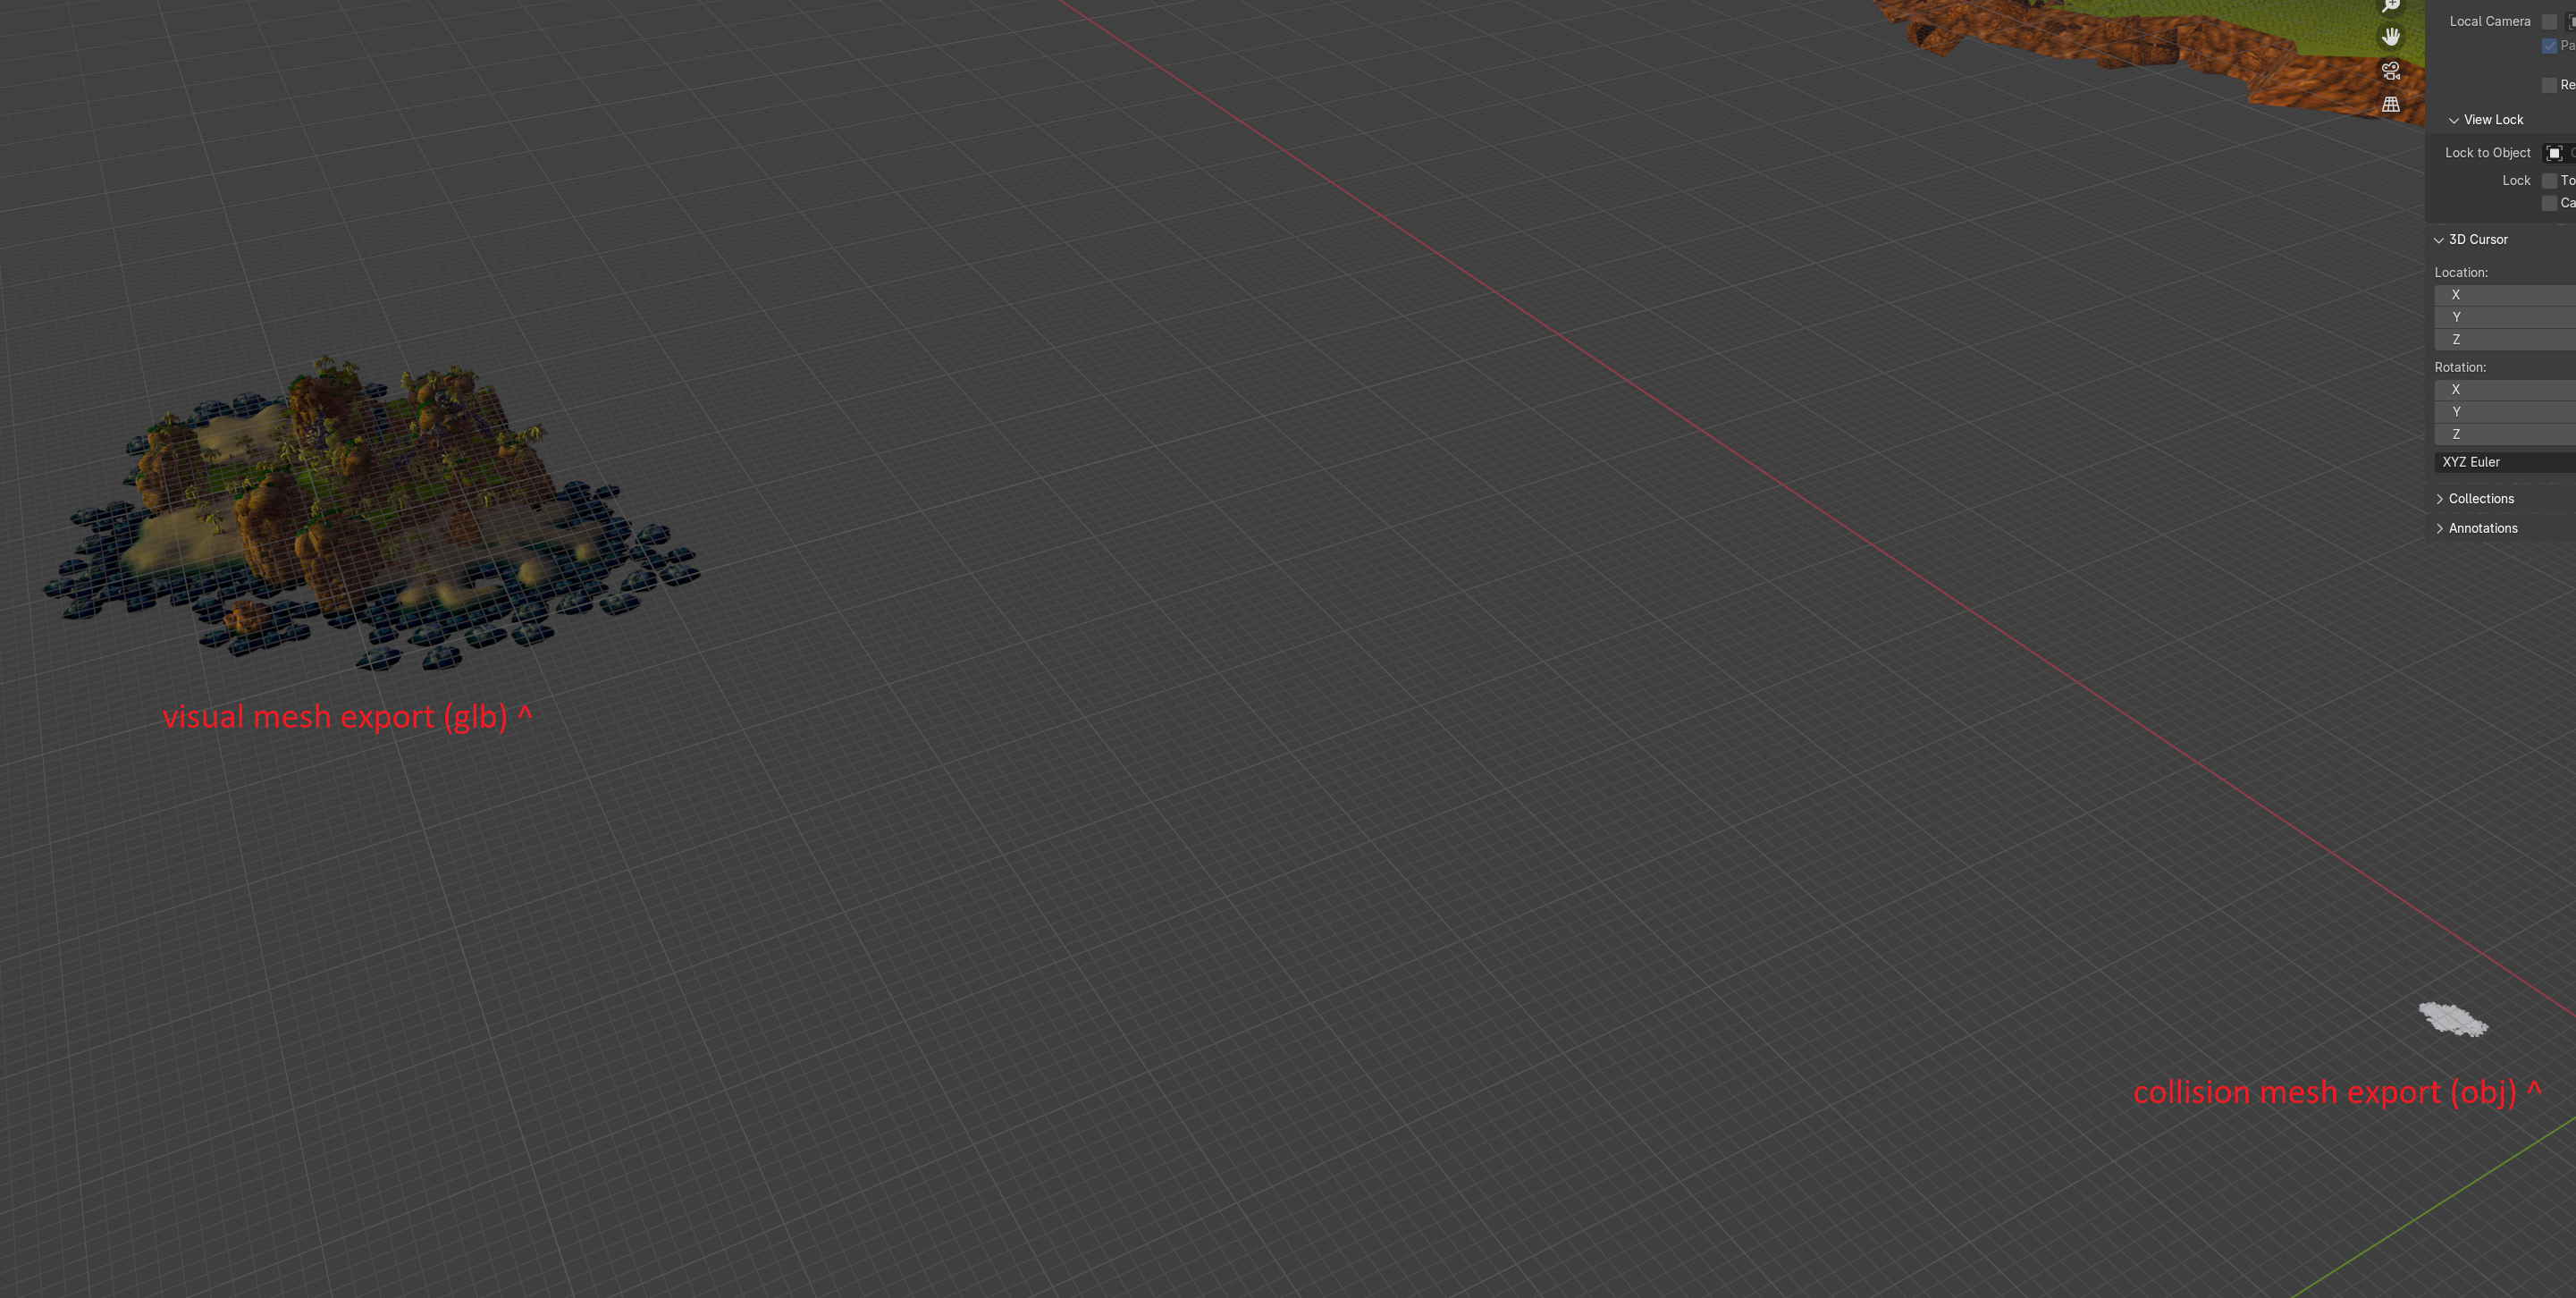 Local Camera
Pa
Re
View Lock
Lock to Object
Lock
To
Ca
3D Cursor
Location:
X
Y
Z
Rotation:
X
Y
Z
XYZ Euler
Collections
Annotations
visual mesh export (glb) ^
collision mesh export (obj) ^